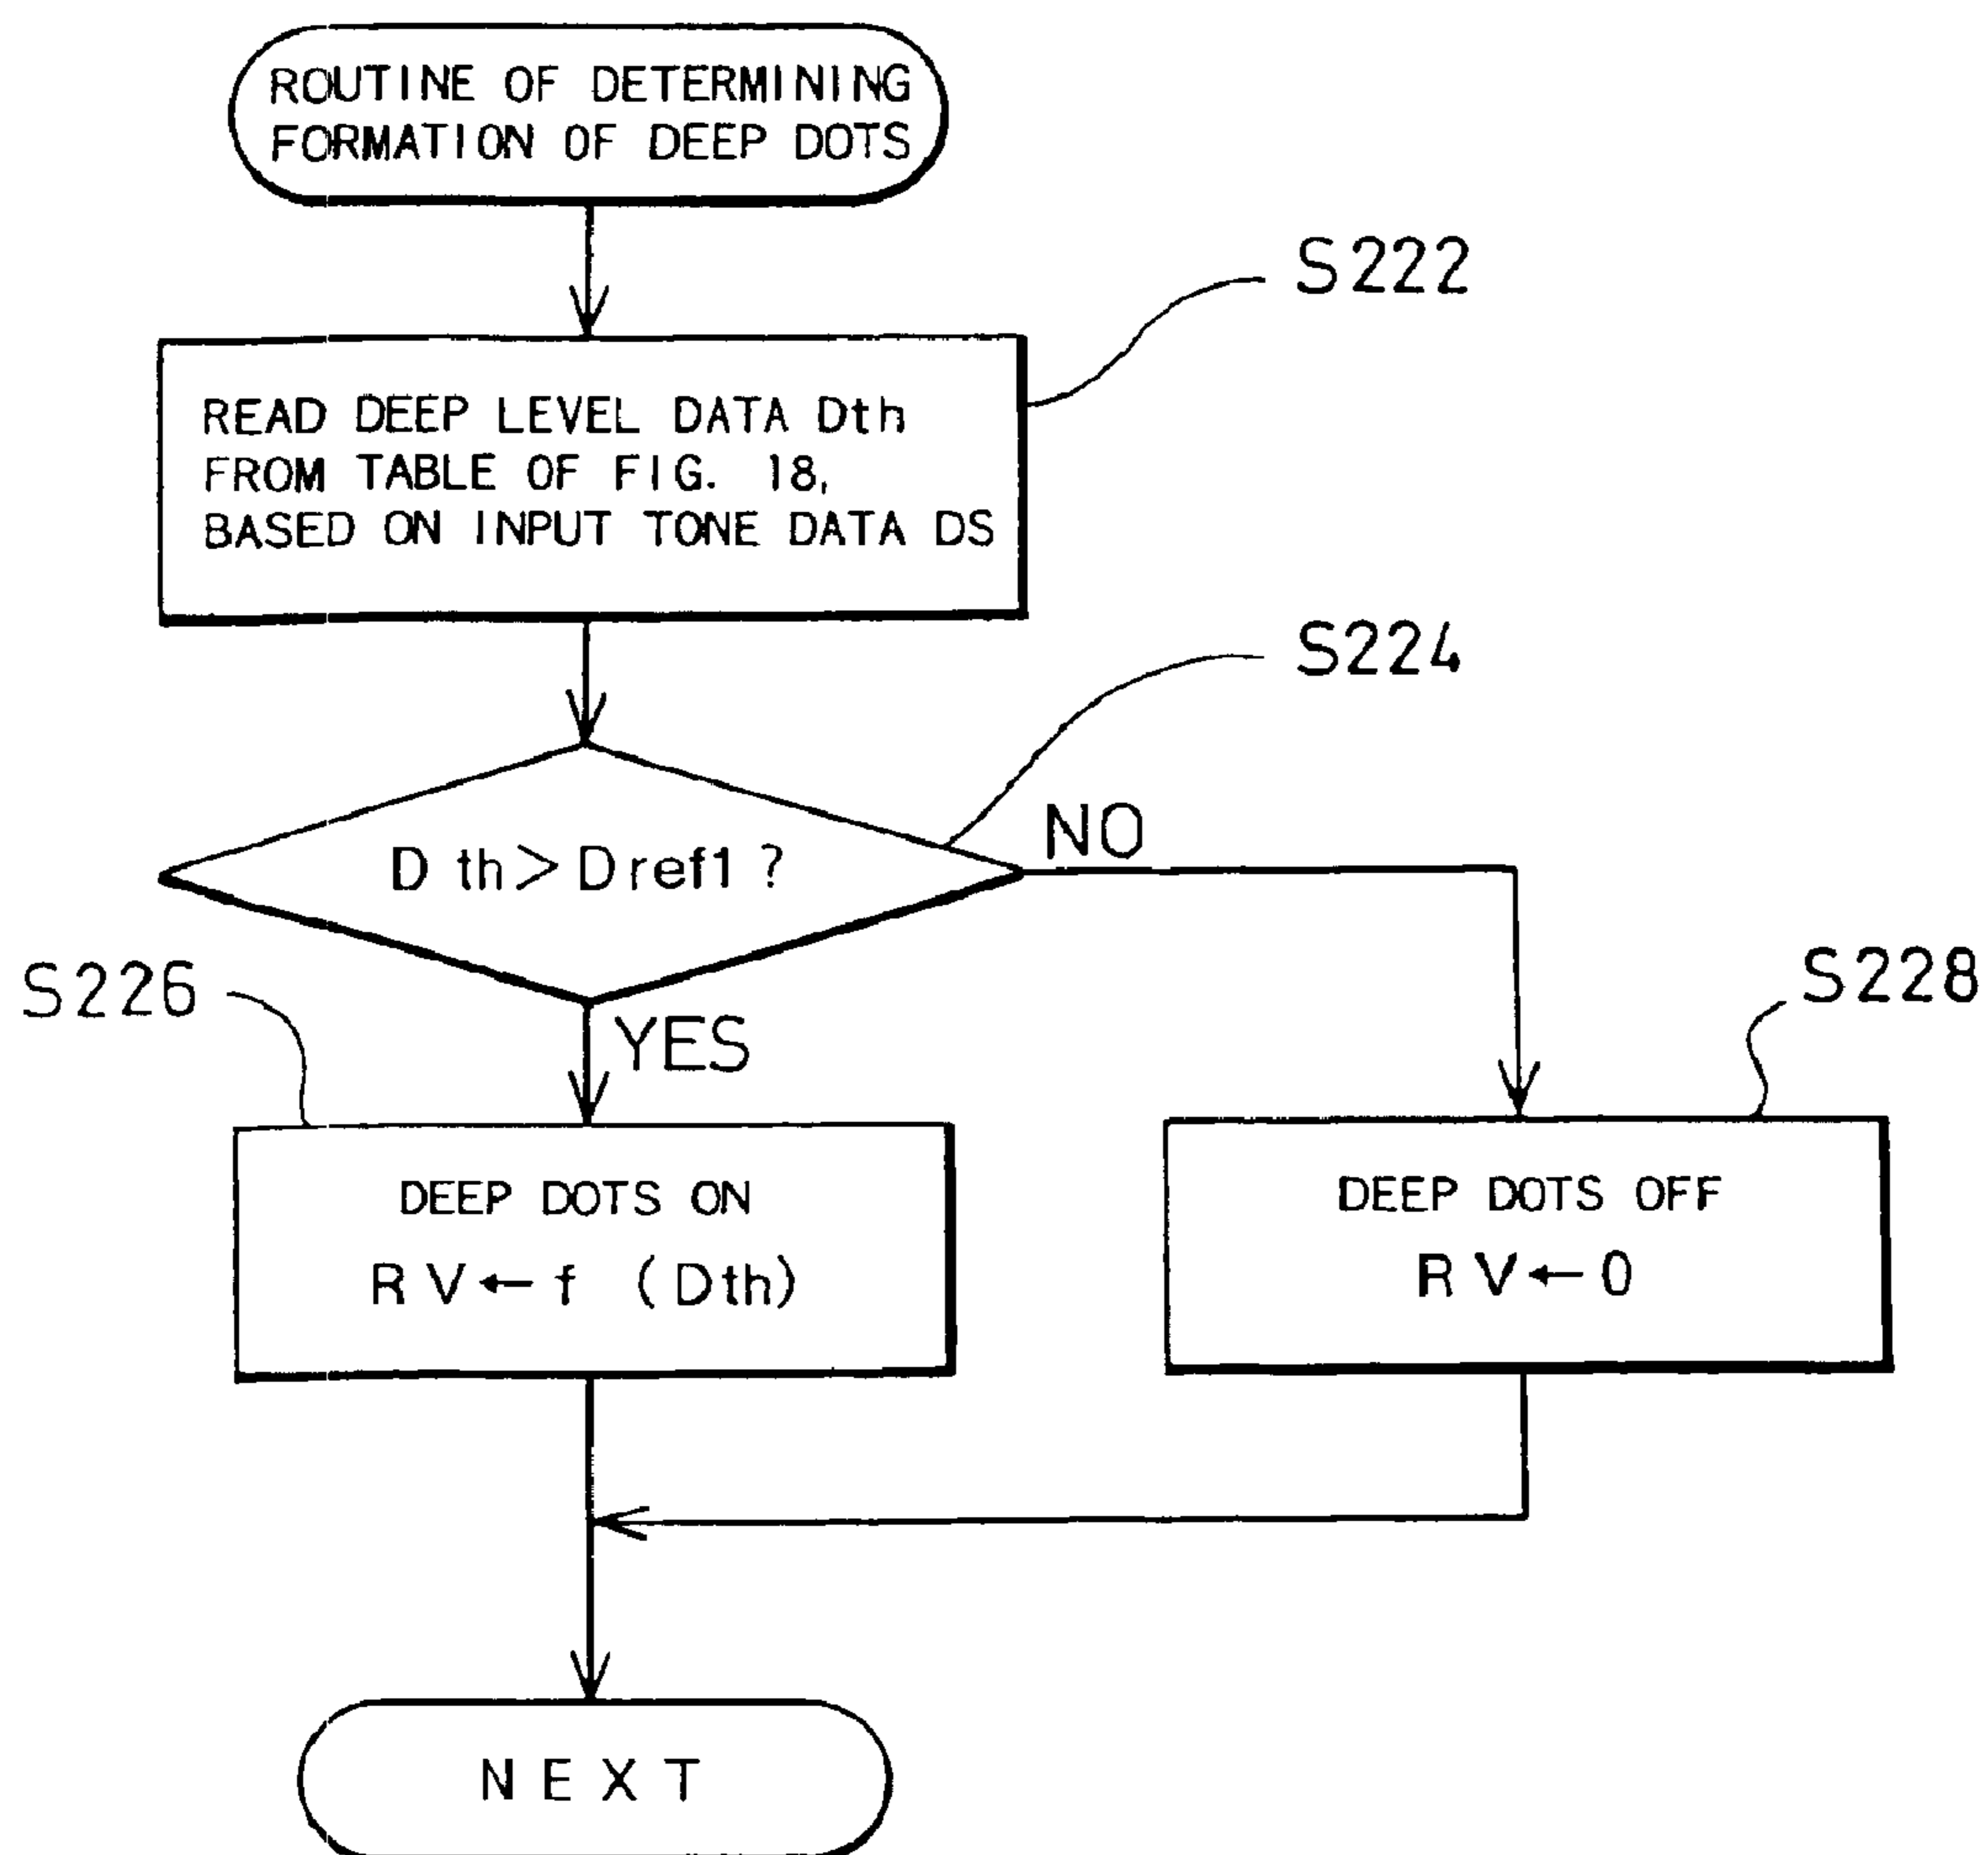 ROUTINE OF DETERMINING
FORMATION OF DEEP DOTS
S222
READ DEEP LEVEL DATA Dth
FROM TABLE OF FIG. 18,
BASED ON INPUT TONE DATA DS
S224
Dth>Dref1?
NO
S226
YES
S228
DEEP DOTS ON
RV←f (Dth)
DEEP DOTS OFF
RV←0
NEXT